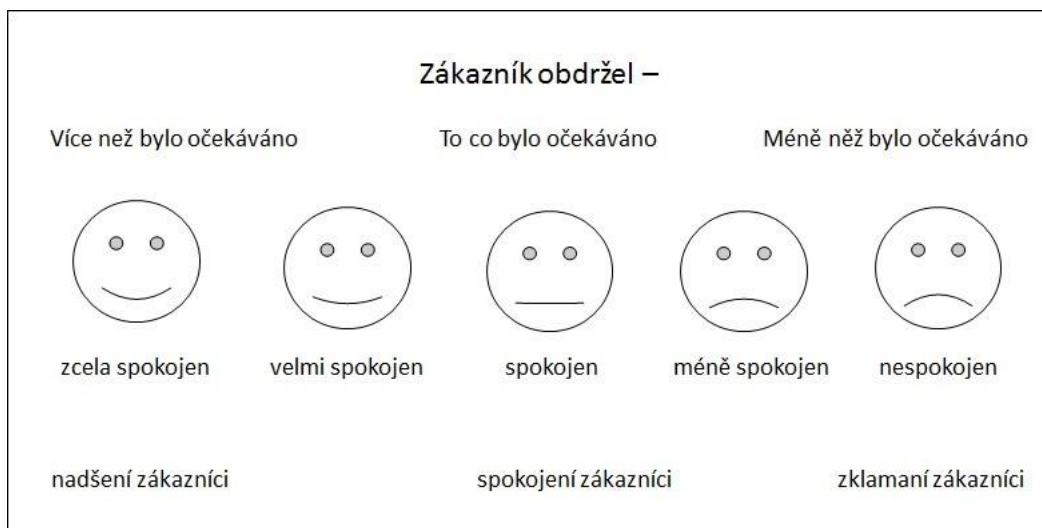 Zákazník obdržel –
Více než bylo očekáváno To co bylo očekáváno Méně něž bylo očekáváno
zcela spokojen velmi spokojen spokojen méně spokojen nespokojen
nadšení zákazníci spokojení zákazníci zklamaní zákazníci